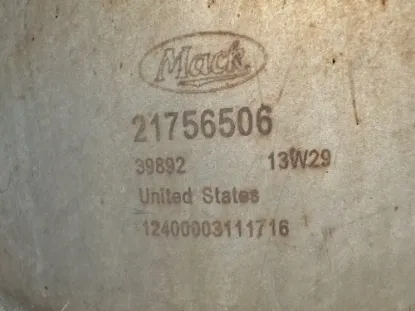 Mack
21756506
39892 13W29
United States
12400003111716